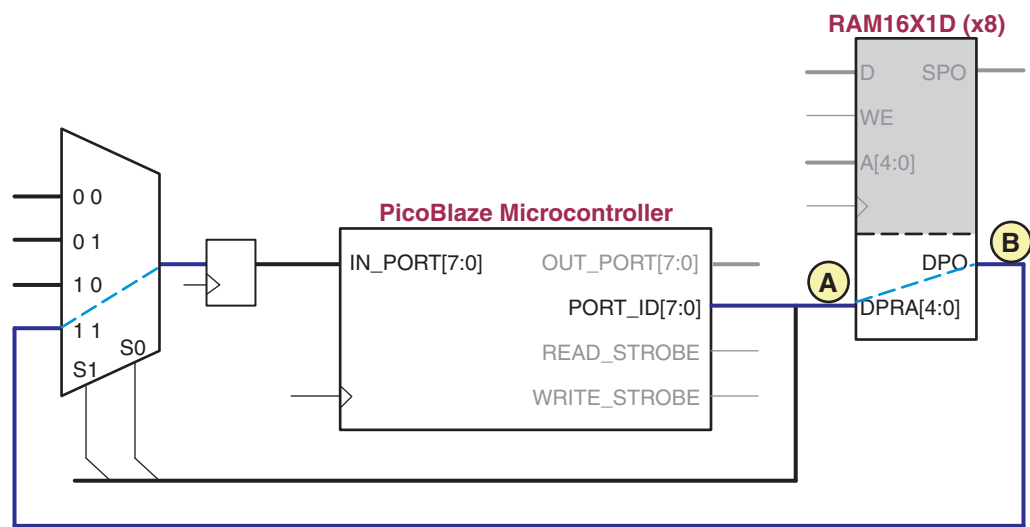 RAM16X1D (x8)
D SPO
WE
A[4:0]
0 0
0 1
1 0
1 1
S1 S0
PicoBlaze Microcontroller
IN_PORT[7:0] OUT_PORT[7:0]
PORT_ID[7:0]
READ_STROBE
WRITE_STROBE
A
B
DPO
DPRA[4:0]